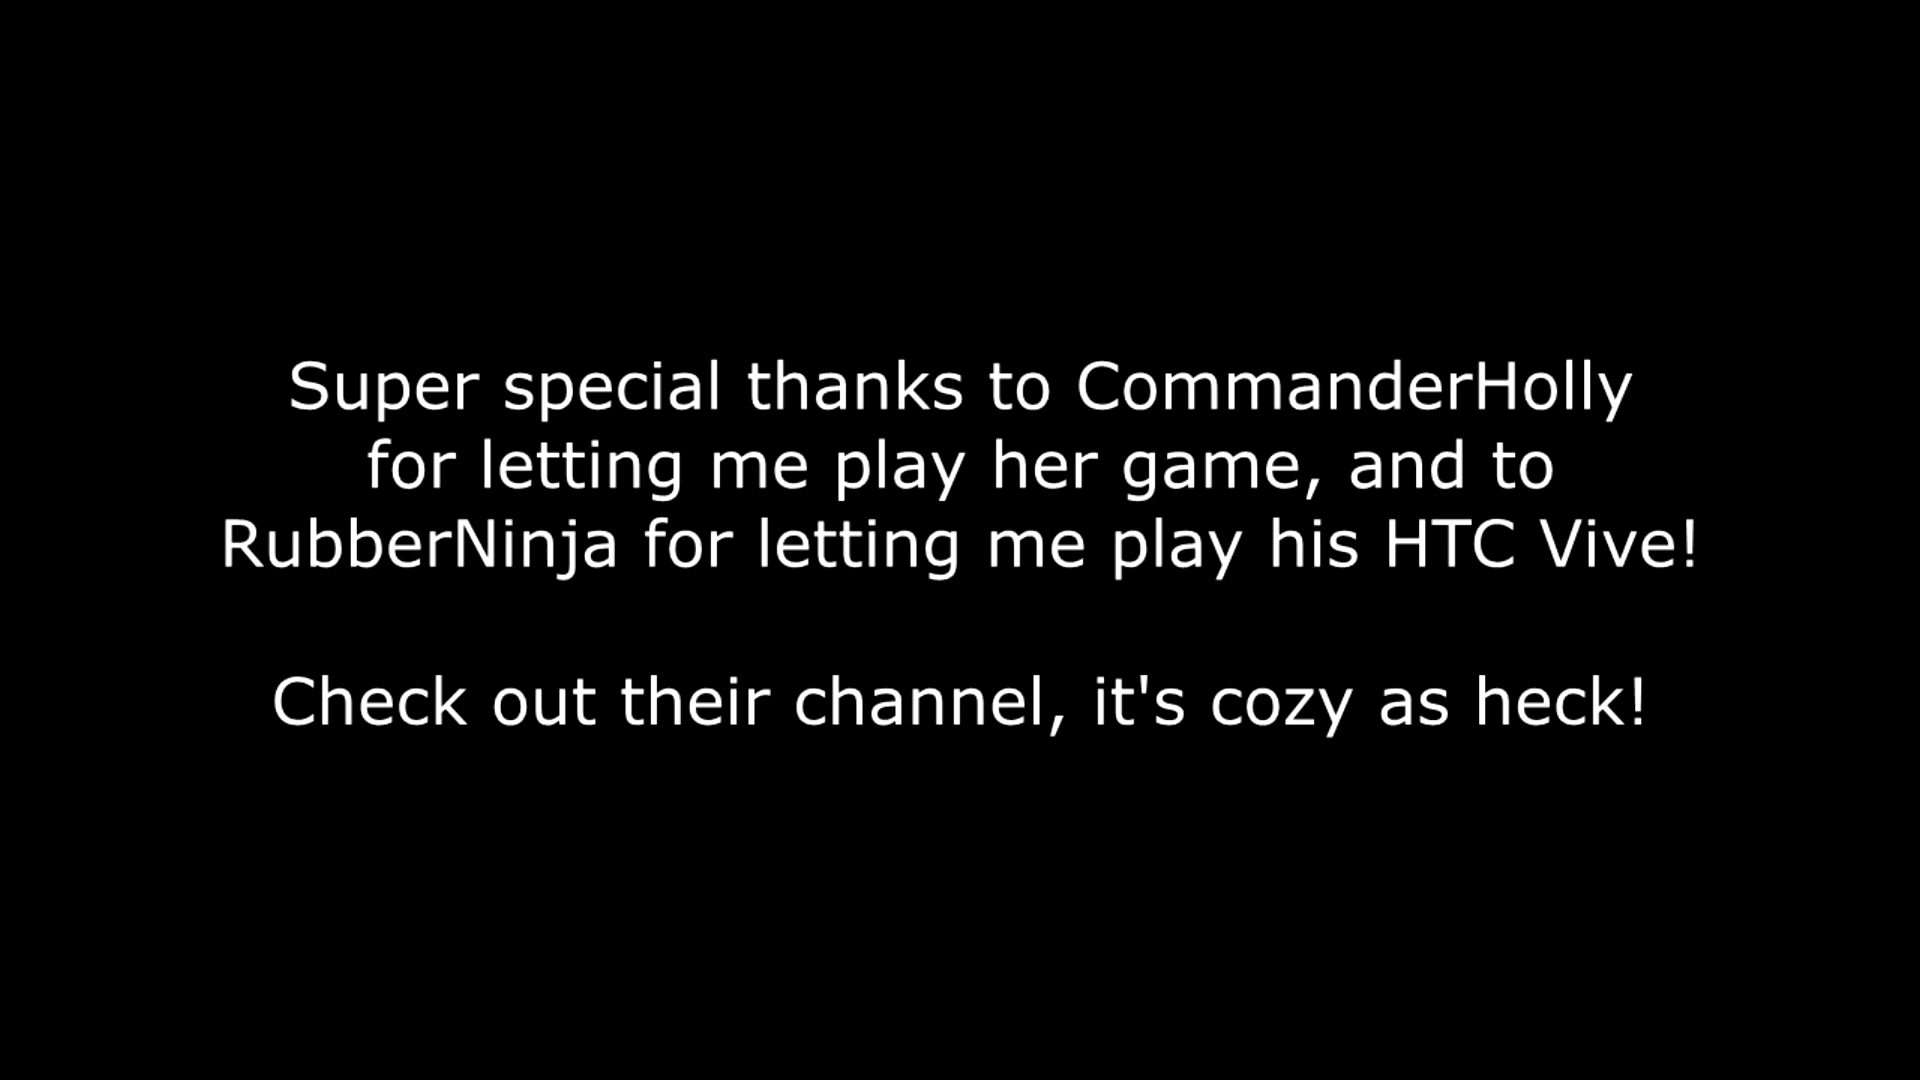 Super special thanks to CommanderHolly
for letting me play her game, and to
RubberNinja for letting me play his HTC Vive!
Check out their channel, it's cozy as heck!